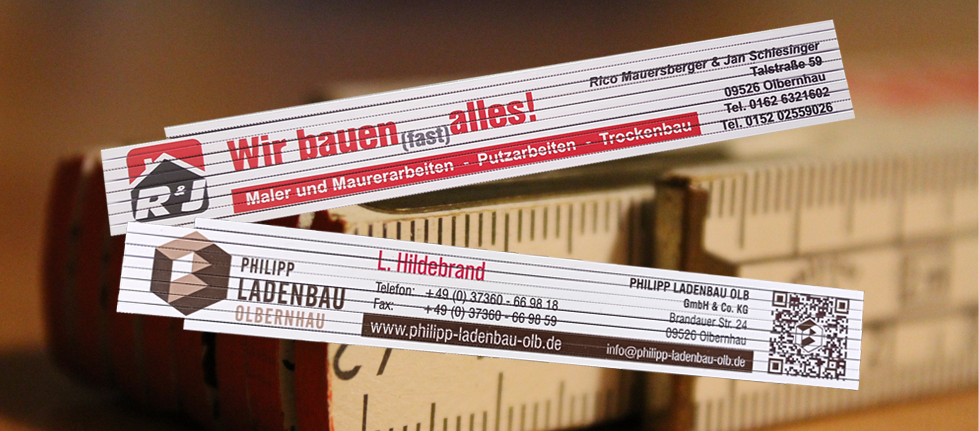 Rico Mauersberger & Jan Schlesinger
Talstraße 59
09526 Olbernhau
Tel. 0162 6321602
Tel. 0152 02559026
Wir bauen (fast) alles!
Maler und Maurerarbeiten - Putzarbeiten - Trockenbau
R&J
PHILIPP
LADENBAU
OLBERNHAU
L. Hildebrand
Telefon: +49 (0) 37360 - 66 98 18
Fax: +49 (0) 37360 - 66 98 59
www.philipp-ladenbau-olb.de
PHILIPP LADENBAU OLB
GmbH & Co. KG
Brandauer Str. 24
09526 Olbernhau
info@philipp-ladenbau-olb.de